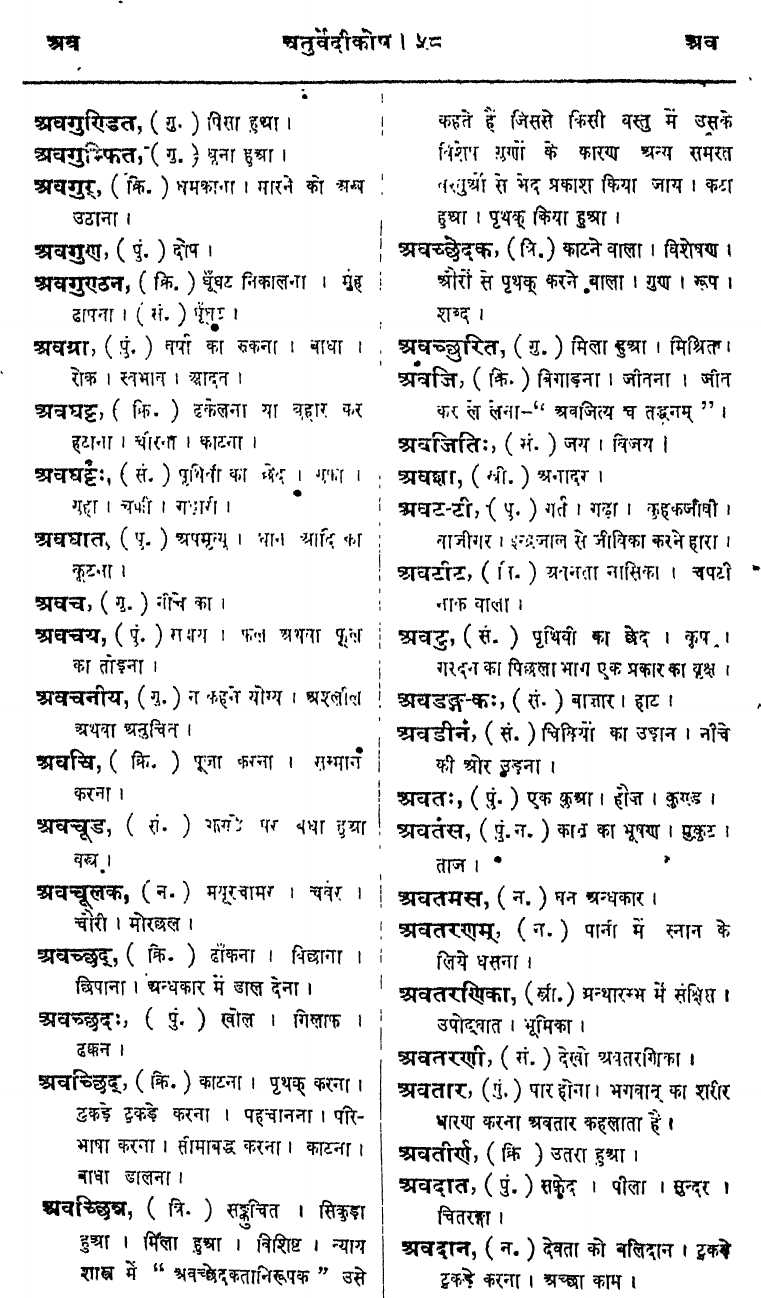 अव चतुर्वेदीकोष । ५८ अव
अवगुण्डित, ( गु. ) पिसा हुआ ।
अवगुम्फित, ( गु. ) धुना हुआ ।
अवगुर्, ( क्रि. ) धमकाना । मारने को अस्त्र
उठाना ।
अवगुण, ( पुं. ) दोष ।
अवगुण्ठन, ( क्रि. ) घूँघट निकालना । मुंह
ढापना । ( सं. ) घूँघट ।
अवग्रा, ( पुं. ) वर्षा का रुकना । बाधा ।
रोक । स्वभाव । आदत ।
अवघट्ट, ( क्रि. ) ढकेलना या बहार कर
हटाना । चीरना । काटना ।
अवघट्टः, ( सं. ) पृथिवी का छेद । गुफा ।
गुहा । चक्की ।
अवघात, ( पु. ) अपमृत्यु । धान आदि का
कूटना ।
अवच, ( गु. ) नीचे का ।
अवचय, ( पुं. ) सञ्चय । फल अथवा फूल
का तोड़ना ।
अवचनीय, ( गु. ) न कहने योग्य । अश्लील
अथवा अनुचित ।
अवचि, ( क्रि. ) पूजा करना । सम्मान
करना ।
अवचूड, ( सं. ) पर बंधा हुआ
वस्त्र ।
अवचूलक, ( न. ) मयूरचामर । चवर ।
चौरी । मोरछल ।
अवच्छद्, ( क्रि. ) ढाँकना । बिछाना ।
छिपाना । अन्धकार में डाल देना ।
अवच्छदः, ( पुं. ) खोल । गिलाफ ।
ढक्कन ।
अवच्छिद्, ( क्रि. ) काटना । पृथक् करना ।
टुकड़े टुकड़े करना । पहचानना । परि-
भाषा करना । सीमाबद्ध करना । काटना ।
बाधा डालना ।
अवच्छिन्न, ( त्रि. ) सङ्कुचित । सिकुड़ा
हुआ । मिला हुआ । विशिष्ट । न्याय
शास्त्र में “ अवच्छेदकतानिरूपक ” उसे
कहते हैं जिससे किसी वस्तु में उसके
विशेष गुणों के कारण अन्य समस्त
वस्तुओं से भेद प्रकाश किया जाय । कटा
हुआ । पृथक् किया हुआ ।
अवच्छेदक, ( त्रि. ) काटने वाला । विशेषण ।
औरों से पृथक् करने वाला । गुण । रूप ।
शब्द ।
अवच्छुरित, ( गु. ) मिला हुआ । मिश्रित ।
अवजि, ( क्रि. ) बिगाड़ना । जीतना । जीत
कर ले लेना-“ अवजित्य च तद्धनम् ” ।
अवजितिः, ( सं. ) जय । विजय ।
अवज्ञा, ( स्त्री. ) अनादर ।
अवट-टी, ( पु. ) गर्त । गढ़ा । कुहकजीवी ।
बाजीगर । इन्द्रजाल से जीविका करने हारा ।
अवटीट, ( त्रि. ) अवनता नासिका । चपटी
नाक वाला ।
अवटु, ( सं. ) पृथिवी का छेद । कूप ।
गरदन का पिछला भाग एक प्रकार का वृक्ष ।
अवडङ्ग-कः, ( सं. ) बाजार । हाट ।
अवडीनं, ( सं. ) चिड़ियों का उड़ान । नीचे
की ओर उड़ना ।
अवतः, ( पुं. ) एक कुआ । हौज । कुण्ड ।
अवतंस, ( पुं.न. ) कान का भूषण । मुकुट ।
ताज ।
अवतमस, ( न. ) घन अन्धकार ।
अवतरणम्, ( न. ) पानी में स्नान के
लिये धसना ।
अवतरणिका, ( स्त्री. ) ग्रन्थारम्भ में संक्षिप्त ।
उपोद्घात । भूमिका ।
अवतरणी, ( सं. ) देखो अवतरणिका ।
अवतार, ( पुं. ) पार होना । भगवान् का शरीर
धारण करना अवतार कहलाता है ।
अवतीर्ण, ( क्रि ) उतरा हुआ ।
अवदात, ( पुं. ) सफ़ेद । पीला । सुन्दर ।
चितरङ्गा ।
अवदान, ( न. ) देवता को बलिदान । टुकड़े
टुकड़े करना । अच्छा काम ।